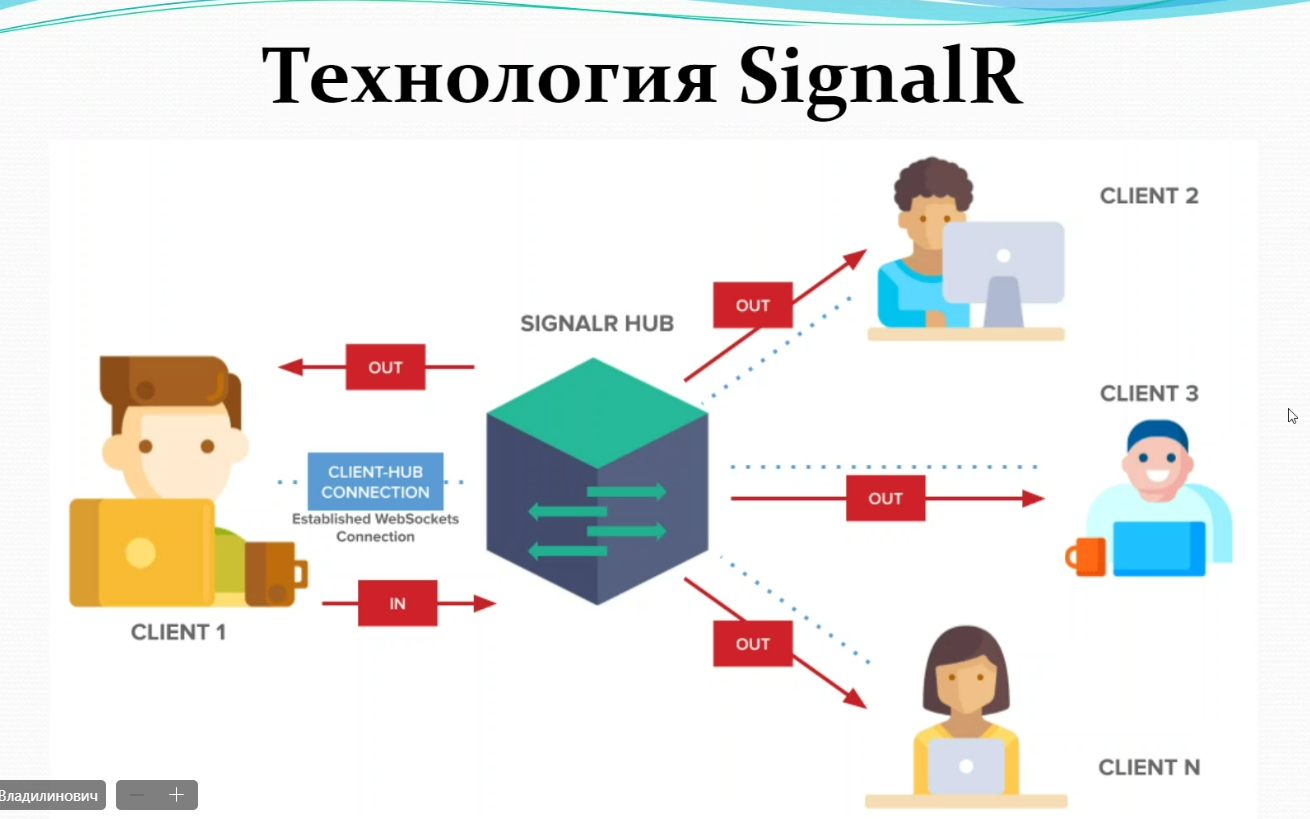 Технология SignalR
CLIENT 2
OUT
SIGNALR HUB
OUT
CLIENT 3
CLIENT-HUB
CONNECTION
Established WebSockets
Connection
OUT
IN
CLIENT 1
OUT
CLIENT N
Владилинович